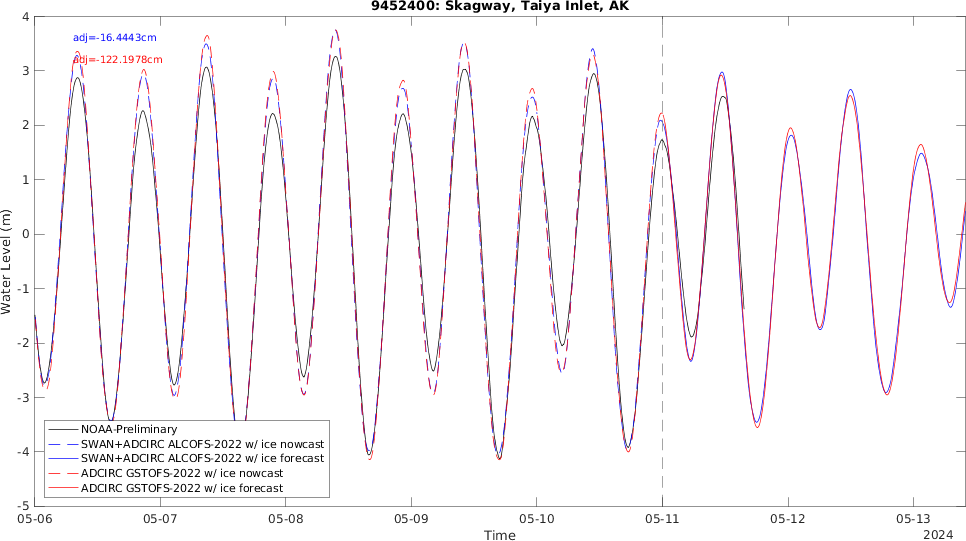 9452400: Skagway, Taiya Inlet, AK
4
3
2
1
0
-1
-2
-3
-4
-5
Water Level (m)
adj=-16.4443cm
adj=-122.1978cm
NOAA-Preliminary
SWAN+ADCIRC ALCOFS-2022 w/ ice nowcast
SWAN+ADCIRC ALCOFS-2022 w/ ice forecast
ADCIRC GSTOFS-2022 w/ ice nowcast
ADCIRC GSTOFS-2022 w/ ice forecast
05-06 05-07 05-08 05-09 05-10 05-11 05-12 05-13
Time
2024